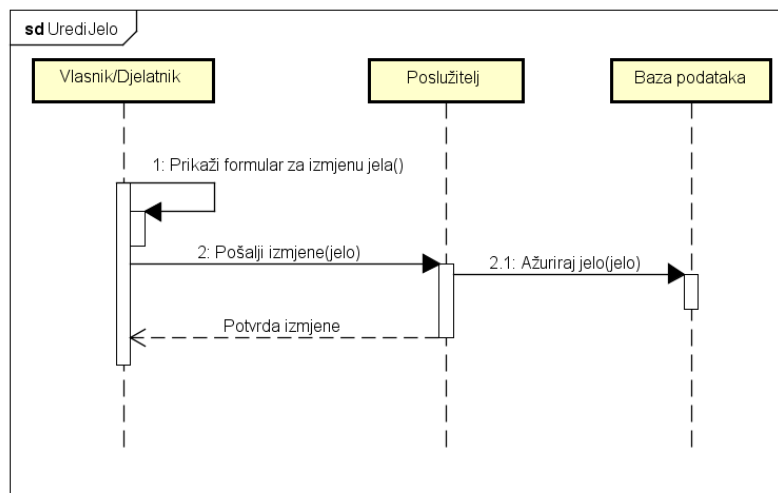 sd UrediJelo
Vlasnik/Djelatnik
Poslužitelj
Baza podataka
1: Prikaži formular za izmjenu jela()
2: Pošalji izmjene(jelo)
2.1: Ažuriraj jelo(jelo)
Potvrda izmjene